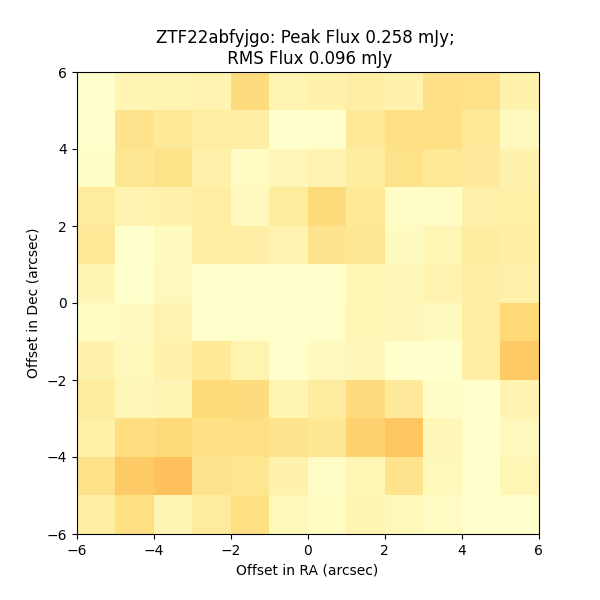 ZTF22abfyjgo: Peak Flux 0.258 mJy;
RMS Flux 0.096 mJy
6
4
2
0
−2
−4
−6
Offset in Dec (arcsec)
−6 −4 −2 0 2 4 6
Offset in RA (arcsec)